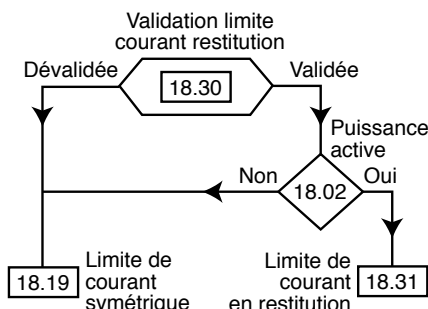 Validation limite
courant restitution
Dévalidée
18.30
Validée
Puissance
active
Non
18.02
Oui
18.19
Limite de
courant
symétrique
Limite de
courant
en restitution
18.31